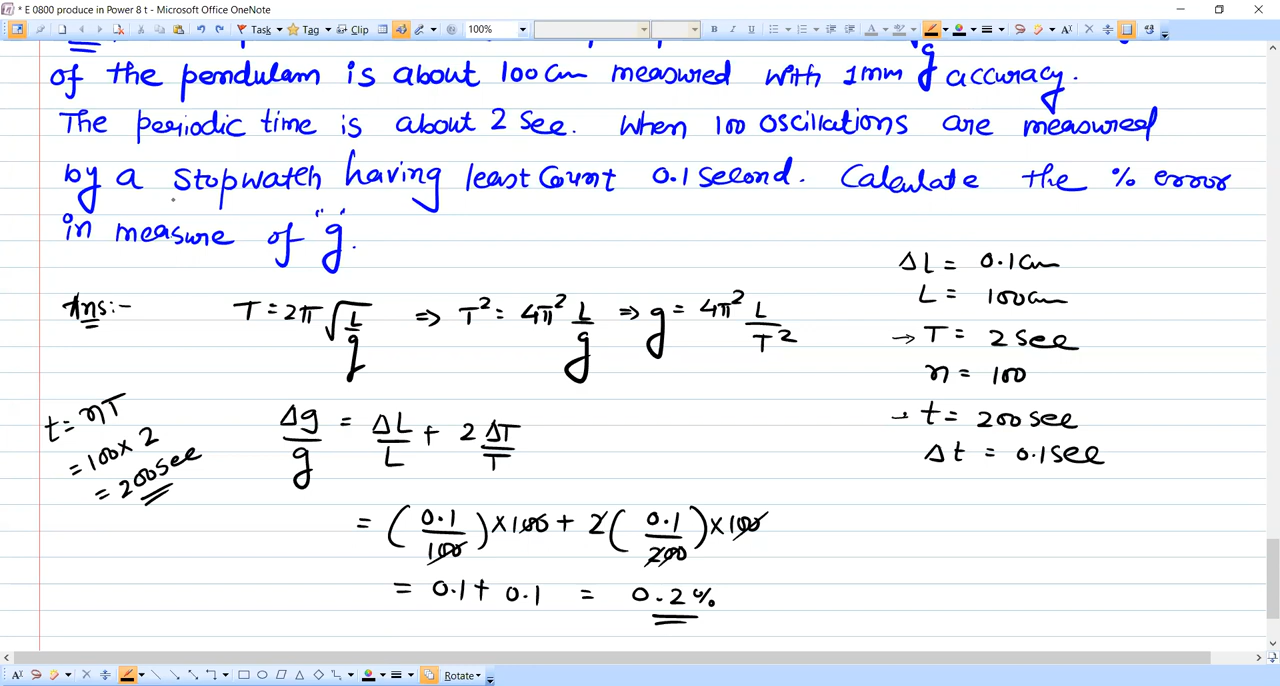 * E 0800 produce in Power 8 t - Microsoft Office OneNote
Task Tag Clip 100% B I U
of the pendulam is about 100 cm measured with 1mm accuracy.
The periodic time is about 2 Sec. When 100 oscillations are measured
by a stopwatch having least Count 0.1 second. Calculate the % error
in measure of "g".
Ans:- T = 2π √(L/g) ⇒ T² = 4π² L/g ⇒ g = 4π² L/T²
ΔL = 0.1cm
L = 100cm
→ T = 2 sec
n = 100
→ t = 200 sec
Δt = 0.1 sec
t = nT
= 100 x 2
= 200 sec
Δg/g = ΔL/L + 2 ΔT/T
= (0.1/100) x 100 + 2 (0.1/200) x 100
= 0.1 + 0.1 = 0.2 %
Rotate